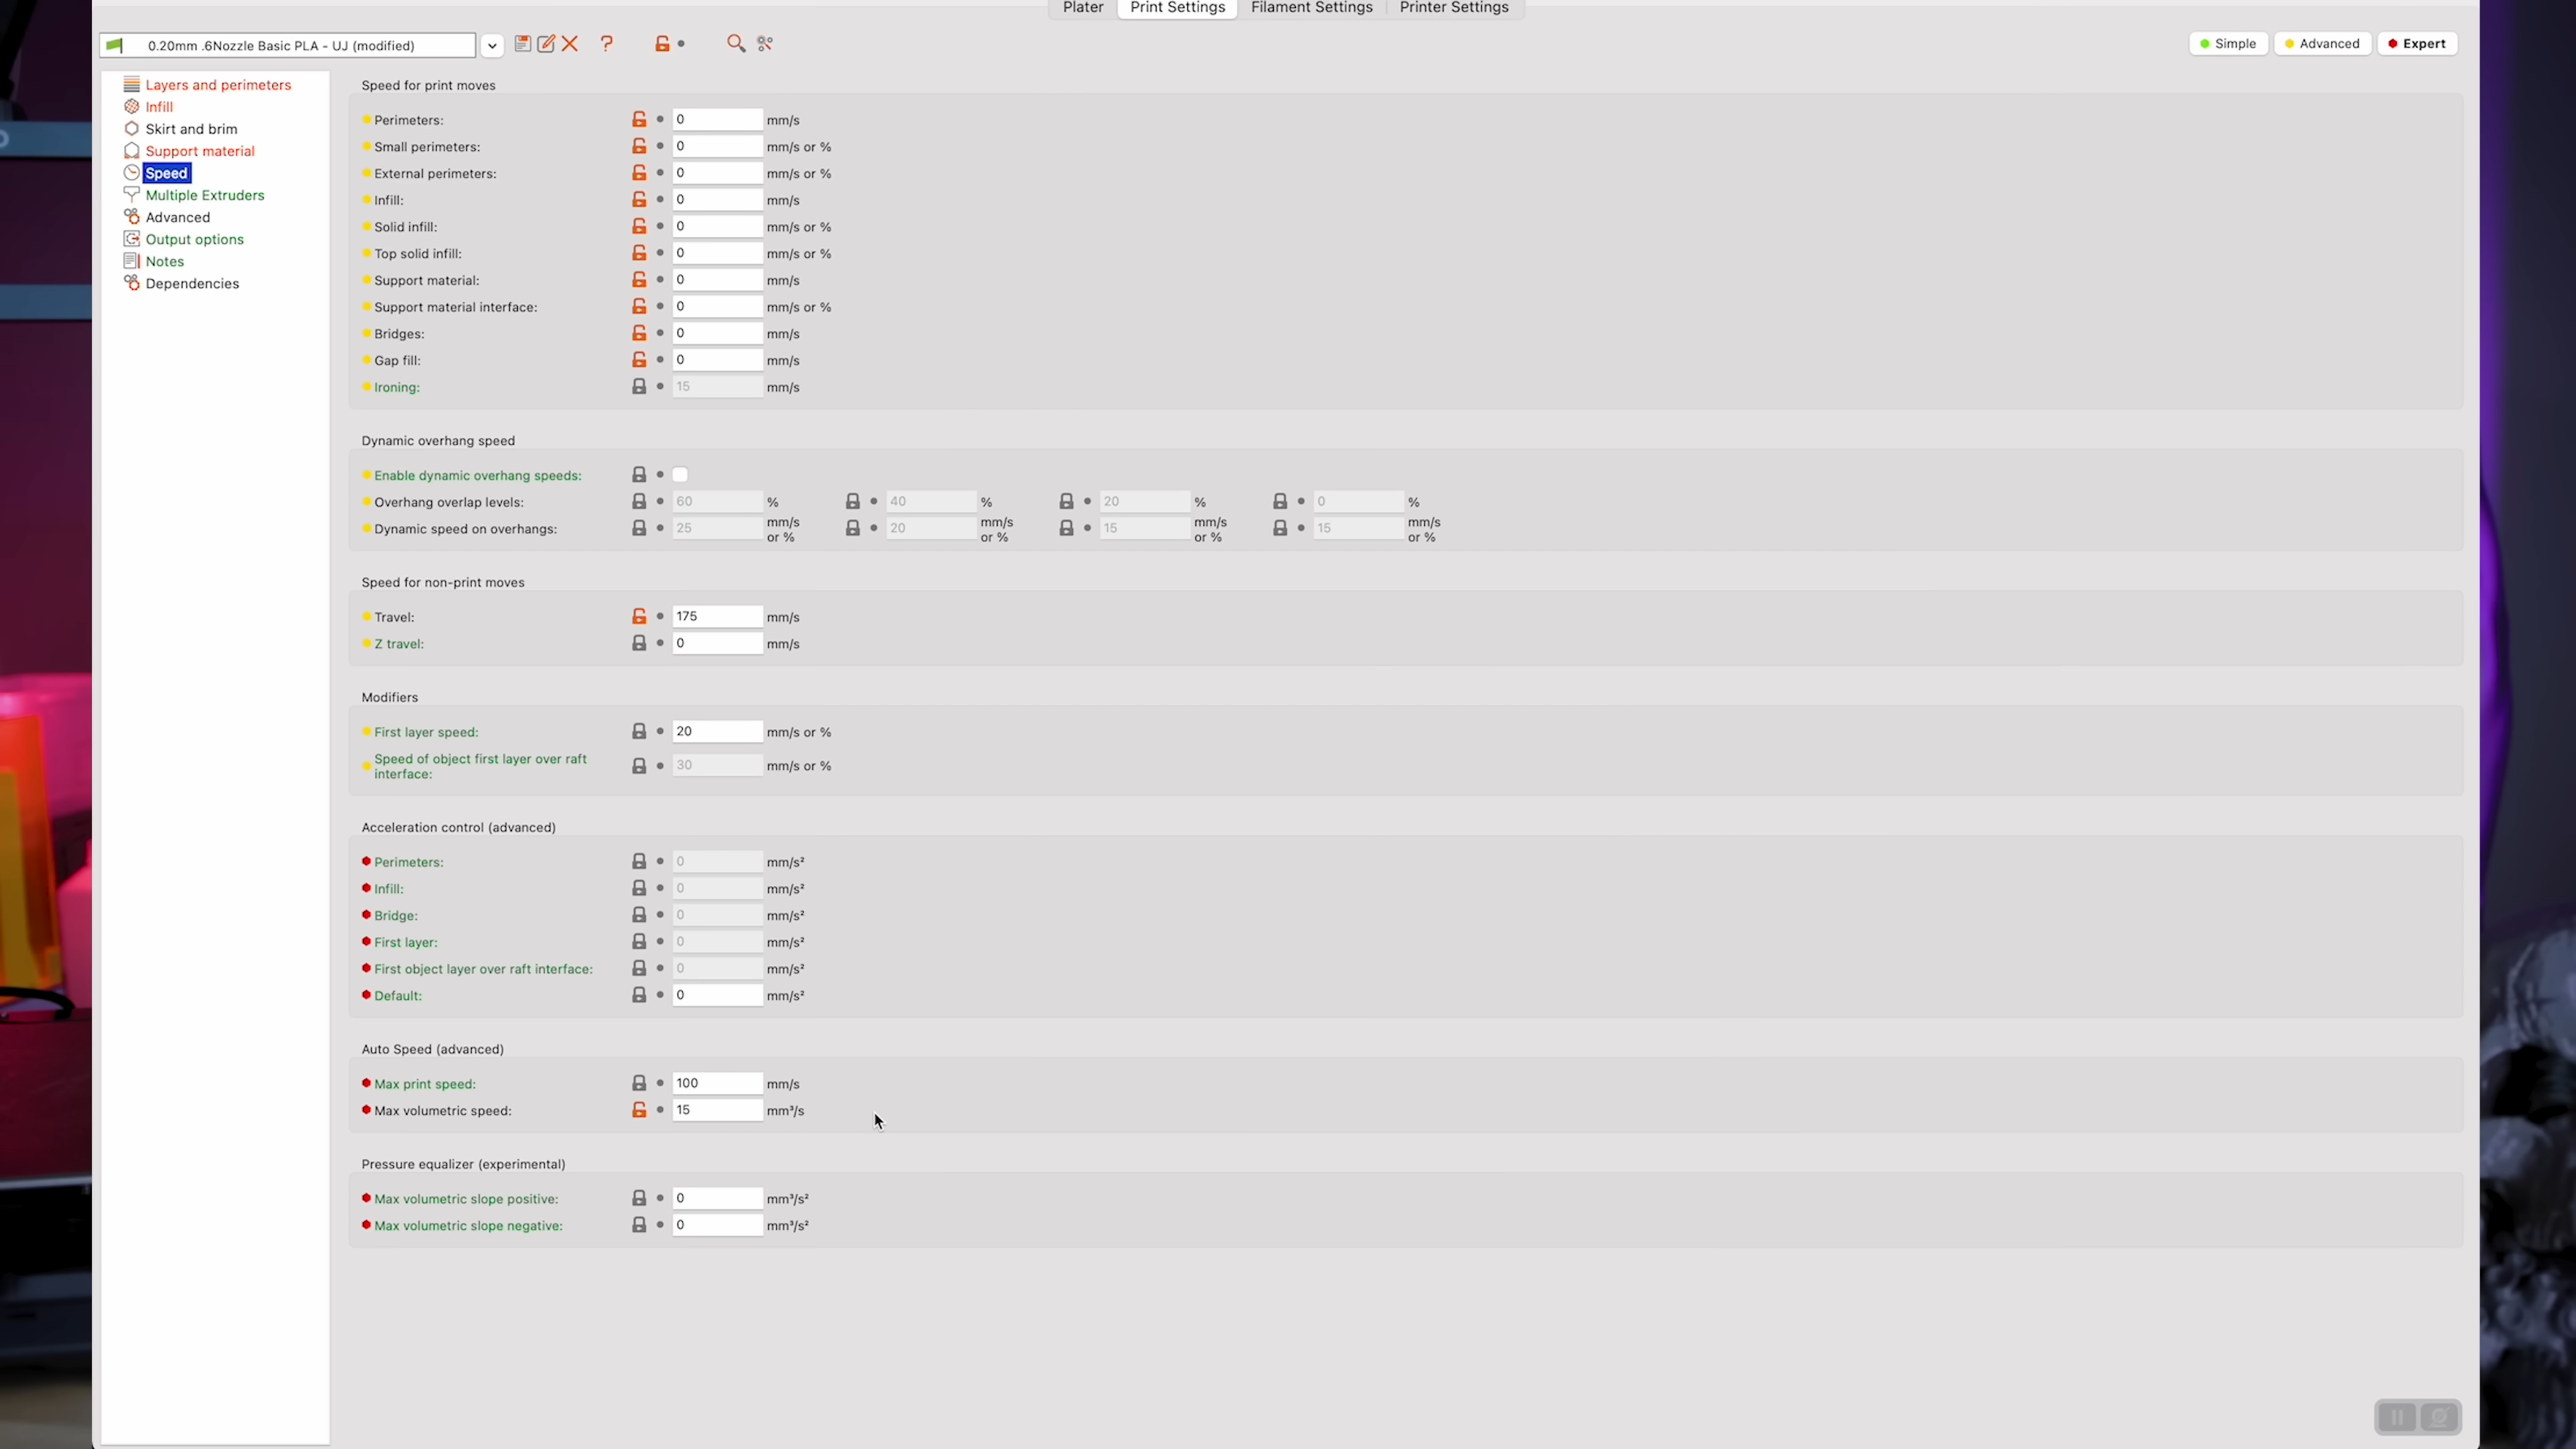 Plater Print Settings Filament Settings Printer Settings
0.20mm .6Nozzle Basic PLA - UJ (modified)
?
Simple Advanced Expert
Layers and perimeters
Infill
Skirt and brim
Support material
Speed
Multiple Extruders
Advanced
Output options
Notes
Dependencies
Speed for print moves
Perimeters: 0 mm/s
Small perimeters: 0 mm/s or %
External perimeters: 0 mm/s or %
Infill: 0 mm/s
Solid infill: 0 mm/s or %
Top solid infill: 0 mm/s or %
Support material: 0 mm/s
Support material interface: 0 mm/s or %
Bridges: 0 mm/s
Gap fill: 0 mm/s
Ironing: 15 mm/s
Dynamic overhang speed
Enable dynamic overhang speeds:
Overhang overlap levels: 60 % 40 % 20 % 0 %
Dynamic speed on overhangs: 25 mm/s or % 20 mm/s or % 15 mm/s or % 15 mm/s or %
Speed for non-print moves
Travel: 175 mm/s
Z travel: 0 mm/s
Modifiers
First layer speed: 20 mm/s or %
Speed of object first layer over raft
interface: 30 mm/s or %
Acceleration control (advanced)
Perimeters: 0 mm/s²
Infill: 0 mm/s²
Bridge: 0 mm/s²
First layer: 0 mm/s²
First object layer over raft interface: 0 mm/s²
Default: 0 mm/s²
Auto Speed (advanced)
Max print speed: 100 mm/s
Max volumetric speed: 15 mm³/s
Pressure equalizer (experimental)
Max volumetric slope positive: 0 mm³/s²
Max volumetric slope negative: 0 mm³/s²